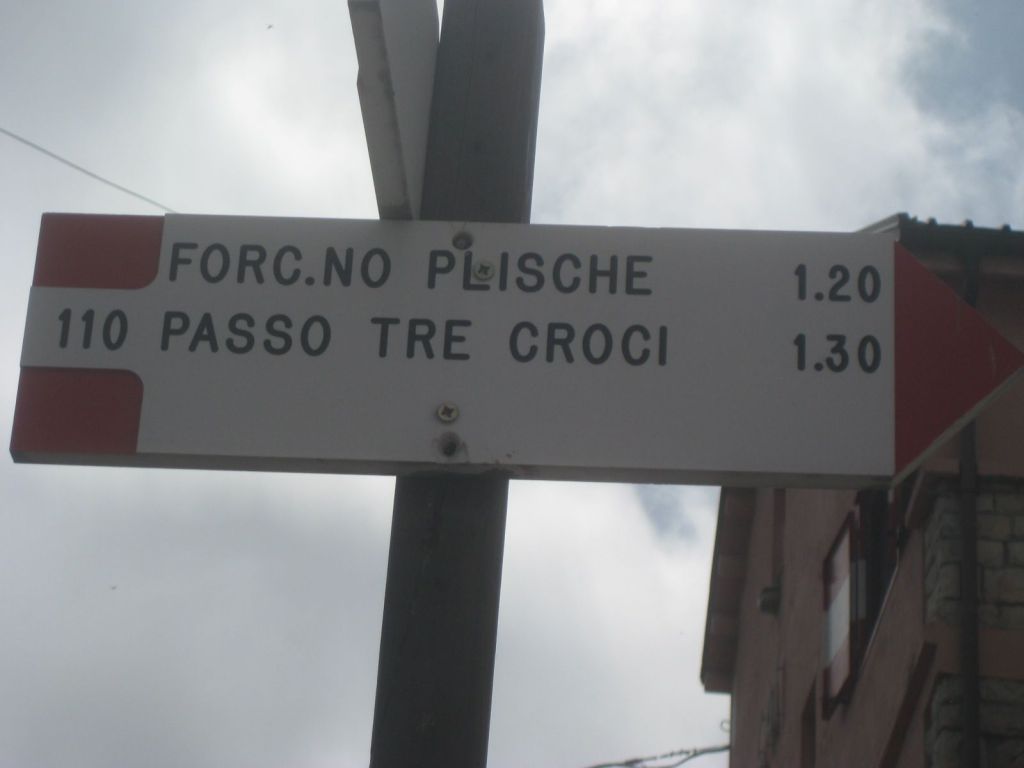 FORC.NO PLISCHE 1.20
110 PASSO TRE CROCI 1.30